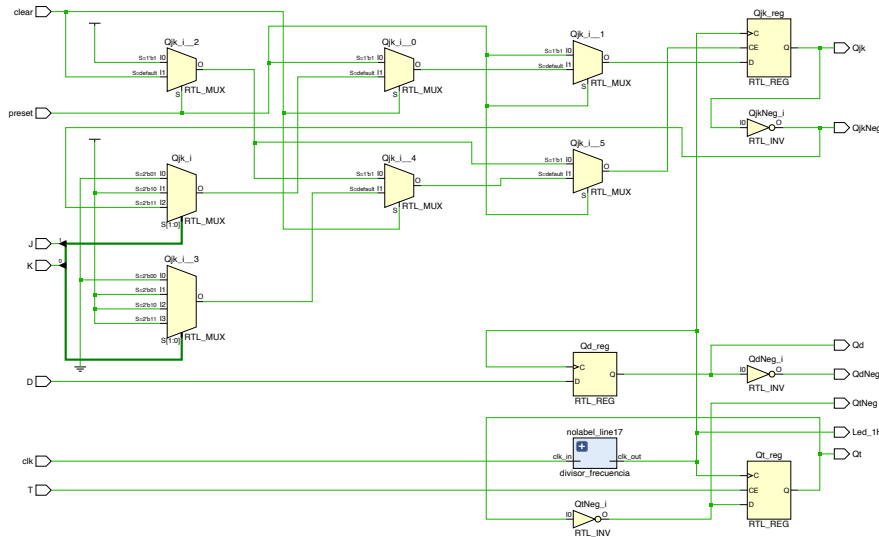 clear
Qjk_reg
Qjk_i__2
Qjk_i__0
Qjk_i__1
C
CE
D
Q
Qjk
RTL_REG
S=1'b1 I0
S=default I1
O
S
RTL_MUX
S=1'b1 I0
S=default I1
O
S
RTL_MUX
S=1'b1 I0
S=default I1
O
S
RTL_MUX
preset
QjkNeg_i
I0
O
RTL_INV
QjkNeg
Qjk_i
S=2'b01 I0
S=2'b10 I1
S=2'b11 I2
O
S[1:0]
RTL_MUX
Qjk_i__4
S=1'b1 I0
S=default I1
O
S
RTL_MUX
Qjk_i__5
S=1'b1 I0
S=default I1
O
S
RTL_MUX
J
1
K
0
Qjk_i__3
S=2'b00 I0
S=2'b01 I1
S=2'b10 I2
S=2'b11 I3
O
S[1:0]
RTL_MUX
Qd_reg
C
D
Q
RTL_REG
Qd
QdNeg_i
I0
O
RTL_INV
QdNeg
D
QtNeg
Led_1H
Qt
nolabel_line17
clk_in
clk_out
divisor_frecuencia
clk
T
Qt_reg
C
CE
D
Q
RTL_REG
QtNeg_i
I0
O
RTL_INV